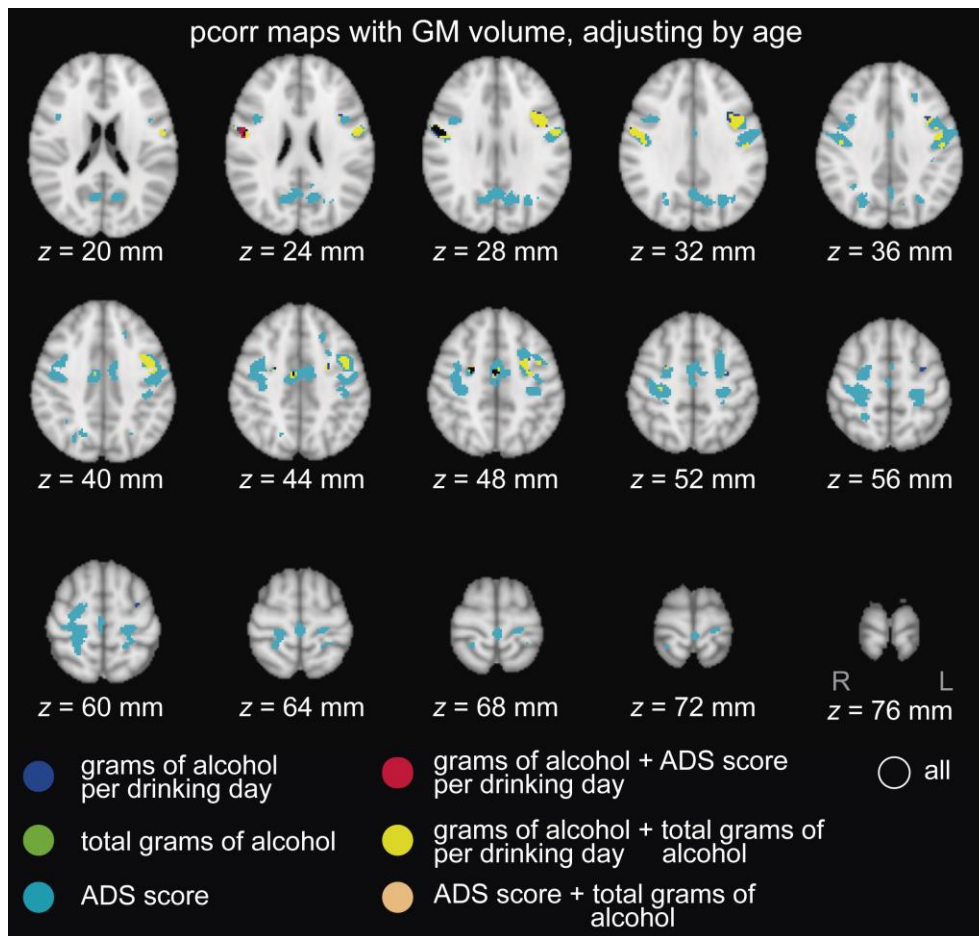 pcorr maps with GM volume, adjusting by age
z = 20 mm
z = 24 mm
z = 28 mm
z = 32 mm
z = 36 mm
z = 40 mm
z = 44 mm
z = 48 mm
z = 52 mm
z = 56 mm
R
L
z = 60 mm
z = 64 mm
z = 68 mm
z = 72 mm
z = 76 mm
grams of alcohol
per drinking day
total grams of alcohol
ADS score
grams of alcohol + ADS score
per drinking day
grams of alcohol + total grams of
per drinking day alcohol
ADS score + total grams of
alcohol
all